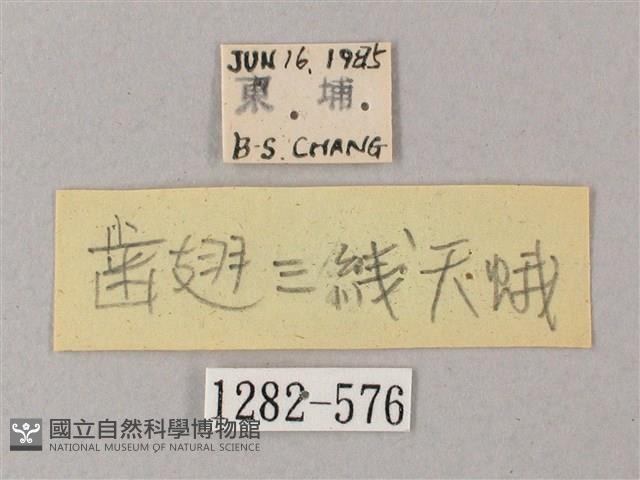 JUN 16. 1985
東 埔
B-S. CHANG
齒翅三綫天蛾
1282-576
國立自然科學博物館
NATIONAL MUSEUM OF NATURAL SCIENCE